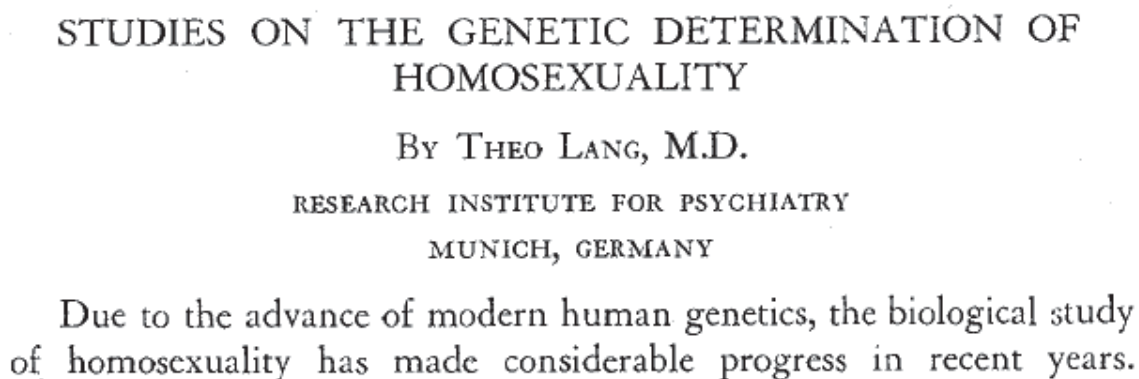 STUDIES ON THE GENETIC DETERMINATION OF
HOMOSEXUALITY
By Theo Lang, M.D.
RESEARCH INSTITUTE FOR PSYCHIATRY
MUNICH, GERMANY
Due to the advance of modern human genetics, the biological study
of homosexuality has made considerable progress in recent years.